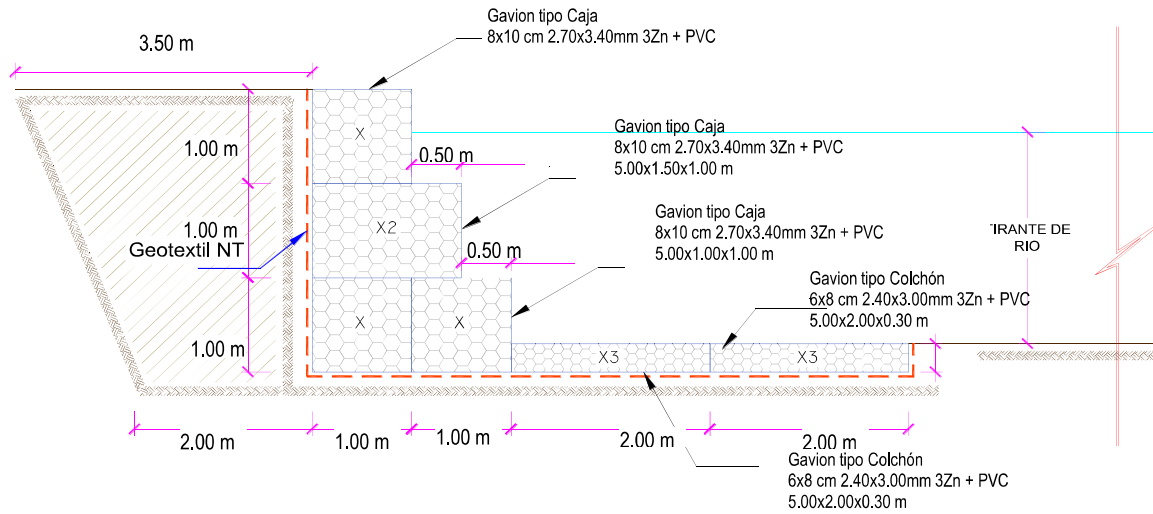 Gavion tipo Caja
8x10 cm 2.70x3.40mm 3Zn + PVC
3.50 m
Gavion tipo Caja
8x10 cm 2.70x3.40mm 3Zn + PVC
5.00x1.50x1.00 m
X
1.00 m
0.50 m
Gavion tipo Caja
8x10 cm 2.70x3.40mm 3Zn + PVC
5.00x1.00x1.00 m
X2
1.00 m
Geotextil NT
0.50 m
TIRANTE DE
RIO
Gavion tipo Colchón
6x8 cm 2.40x3.00mm 3Zn + PVC
5.00x2.00x0.30 m
X
X
1.00 m
X3
X3
2.00 m
1.00 m
1.00 m
2.00 m
2.00 m
Gavion tipo Colchón
6x8 cm 2.40x3.00mm 3Zn + PVC
5.00x2.00x0.30 m